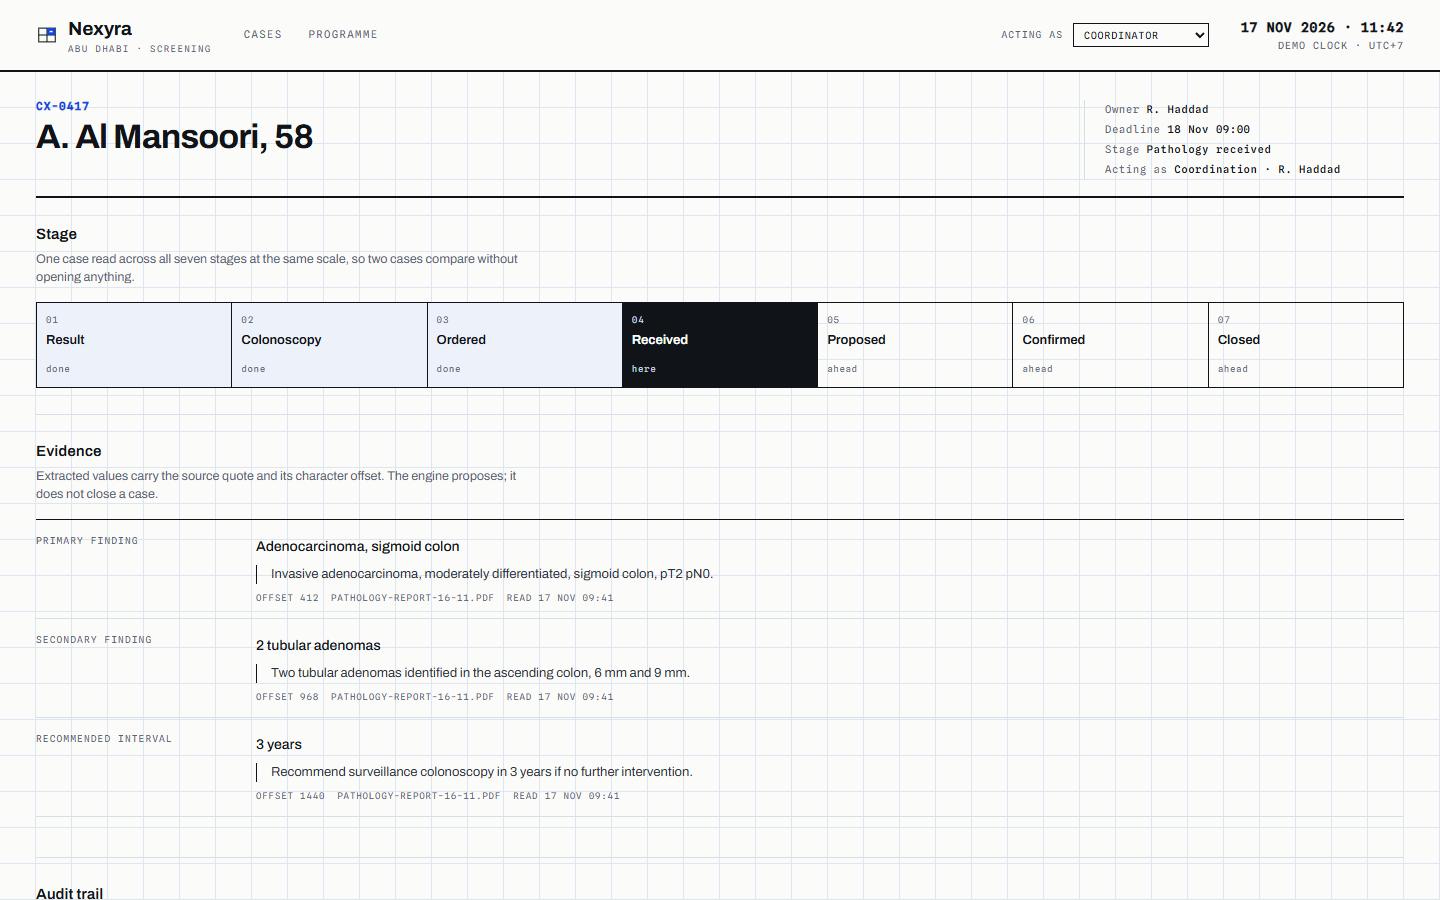 Nexyra
ABU DHABI · SCREENING
CASES
PROGRAMME
ACTING AS
COORDINATOR
17 NOV 2026 · 11:42
DEMO CLOCK · UTC+7
CX-0417
A. Al Mansoori, 58
Owner R. Haddad
Deadline 18 Nov 09:00
Stage Pathology received
Acting as Coordination · R. Haddad
Stage
One case read across all seven stages at the same scale, so two cases compare without
opening anything.
01
Result
done
02
Colonoscopy
done
03
Ordered
done
04
Received
here
05
Proposed
ahead
06
Confirmed
ahead
07
Closed
ahead
Evidence
Extracted values carry the source quote and its character offset. The engine proposes; it
does not close a case.
PRIMARY FINDING
Adenocarcinoma, sigmoid colon
Invasive adenocarcinoma, moderately differentiated, sigmoid colon, pT2 pN0.
OFFSET 412 PATHOLOGY-REPORT-16-11.PDF READ 17 NOV 09:41
SECONDARY FINDING
2 tubular adenomas
Two tubular adenomas identified in the ascending colon, 6 mm and 9 mm.
OFFSET 968 PATHOLOGY-REPORT-16-11.PDF READ 17 NOV 09:41
RECOMMENDED INTERVAL
3 years
Recommend surveillance colonoscopy in 3 years if no further intervention.
OFFSET 1440 PATHOLOGY-REPORT-16-11.PDF READ 17 NOV 09:41
Audit trail